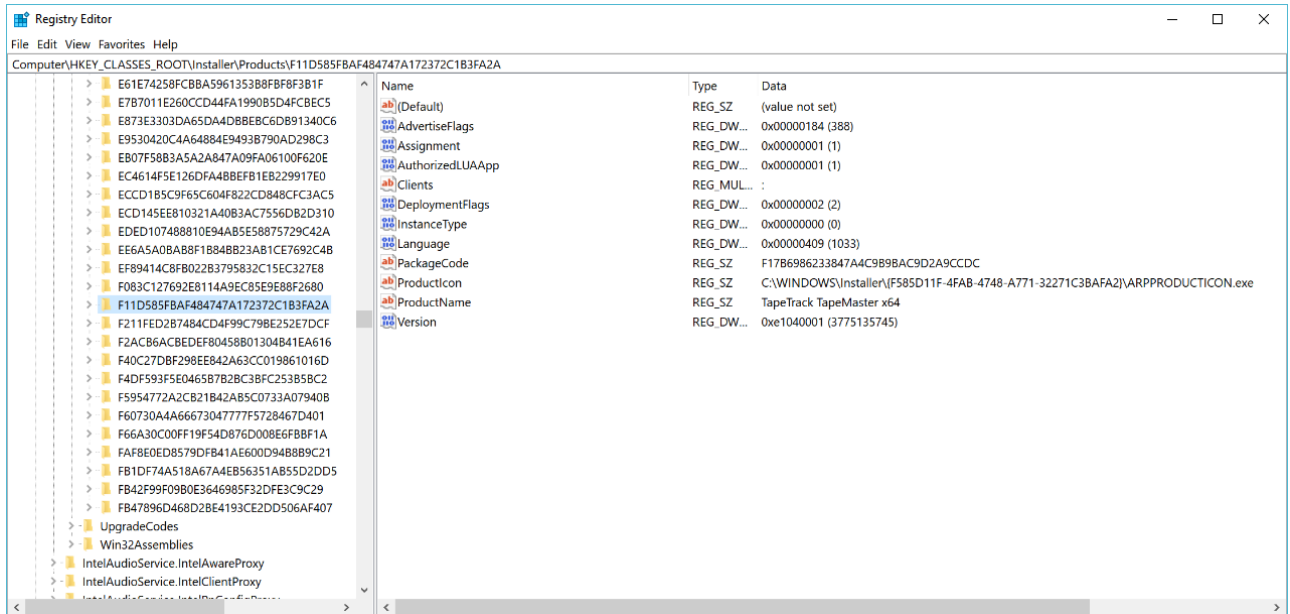 Registry Editor
File Edit View Favorites Help
Computer\HKEY_CLASSES_ROOT\Installer\Products\F11D585FBAF484747A172372C1B3FA2A
E61E74258FCBBA5961353B8FBF8F3B1F
E7B7011E260CCD44FA1990B5D4FCBEC5
E873E3303DA65DA4DBBEBC6DB91340C6
E9530420C4A64884E9493B790AD298C3
EB07F58B3A5A2A847A09FA06100F620E
EC4614F5E126DFA4BBEFB1EB229917E0
ECCD1B5C9F65C604F822CD848CFC3AC5
ECD145EE810321A40B3AC7556DB2D310
EDED107488810E94AB5E58875729C42A
EE6A5A0BAB8F1B84BB23AB1CE7692C4B
EF89414C8FB022B3795832C15EC327E8
F083C127692E8114A9EC85E9E88F2680
F11D585FBAF484747A172372C1B3FA2A
F211FED2B7484CD4F99C79BE252E7DCF
F2ACB6ACBEDEF80458B01304B41EA616
F40C27DBF298EE842A63CC019861016D
F4DF593F5E0465B7B2BC3BFC253B5BC2
F5954772A2CB21B42AB5C0733A07940B
F60730A4A66673047777F5728467D401
F66A30C00FF19F54D876D008E6FBBF1A
FAF8E0ED8579DFB41AE600D94B8B9C21
FB1DF74A518A67A4EB56351AB55D2DD5
FB42F99F09B0E3646985F32DFE3C9C29
FB47896D468D2BE4193CE2DD506AF407
UpgradeCodes
Win32Assemblies
IntelAudioService.IntelAwareProxy
IntelAudioService.IntelClientProxy
Name Type Data
(Default) REG_SZ (value not set)
AdvertiseFlags REG_DW... 0x00000184 (388)
Assignment REG_DW... 0x00000001 (1)
AuthorizedLUAApp REG_DW... 0x00000001 (1)
Clients REG_MUL... :
DeploymentFlags REG_DW... 0x00000002 (2)
InstanceType REG_DW... 0x00000000 (0)
Language REG_DW... 0x00000409 (1033)
PackageCode REG_SZ F17B6986233847A4C9B9BAC9D2A9CCDC
ProductIcon REG_SZ C:\WINDOWS\Installer\{F585D11F-4FAB-4748-A771-32271C3BAFA2}\ARPPRODUCTICON.exe
ProductName REG_SZ TapeTrack TapeMaster x64
Version REG_DW... 0xe1040001 (3775135745)